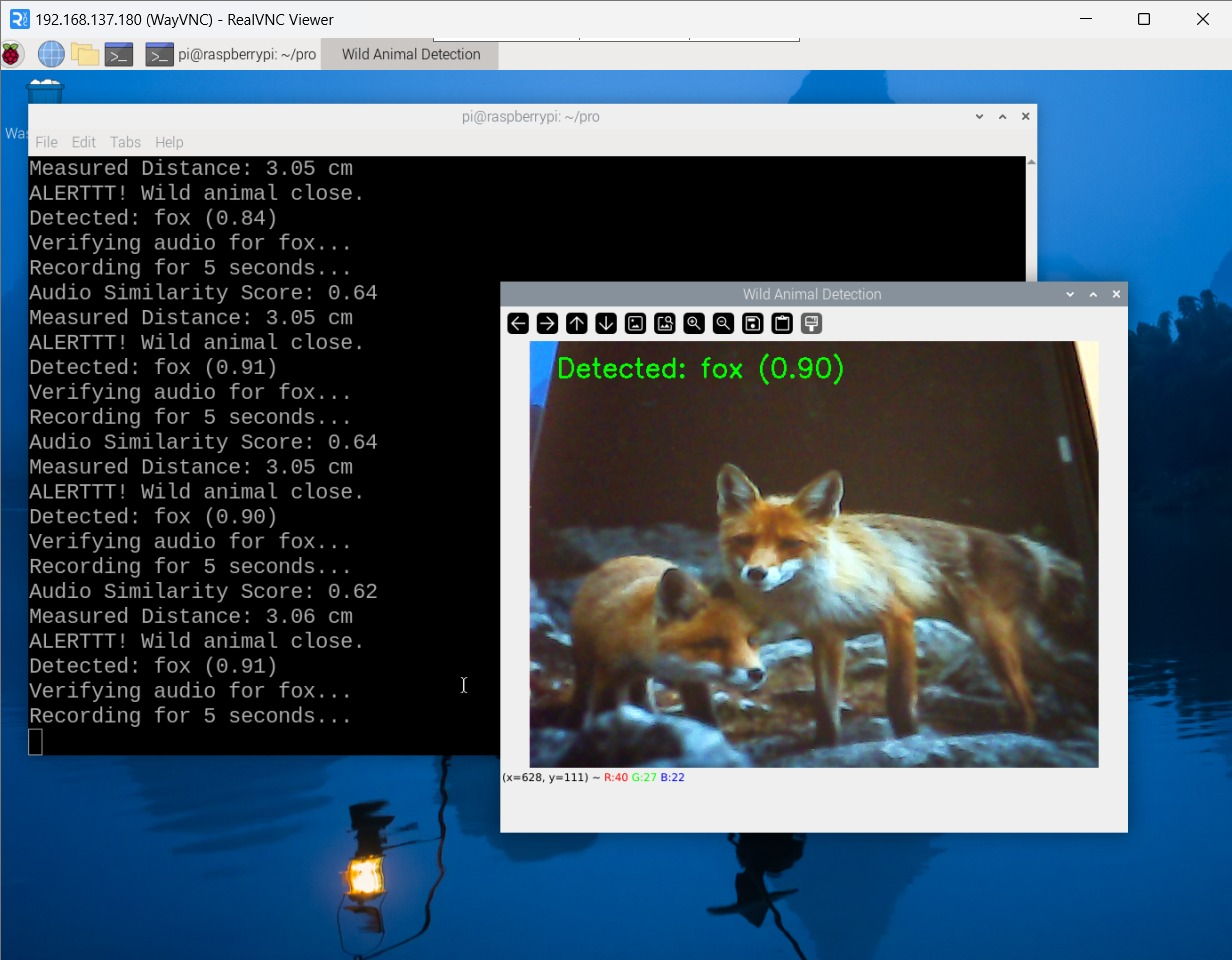 192.168.137.180 (WayVNC) - RealVNC Viewer
pi@raspberrypi: ~/pro
Wild Animal Detection
Was
pi@raspberrypi: ~/pro
File Edit Tabs Help
Measured Distance: 3.05 cm
ALERTTT! Wild animal close.
Detected: fox (0.84)
Verifying audio for fox...
Recording for 5 seconds...
Audio Similarity Score: 0.64
Measured Distance: 3.05 cm
ALERTTT! Wild animal close.
Detected: fox (0.91)
Verifying audio for fox...
Recording for 5 seconds...
Audio Similarity Score: 0.64
Measured Distance: 3.05 cm
ALERTTT! Wild animal close.
Detected: fox (0.90)
Verifying audio for fox...
Recording for 5 seconds...
Audio Similarity Score: 0.62
Measured Distance: 3.06 cm
ALERTTT! Wild animal close.
Detected: fox (0.91)
Verifying audio for fox...
Recording for 5 seconds...
Wild Animal Detection
Detected: fox (0.90)
(x=628, y=111) ~ R:40 G:27 B:22